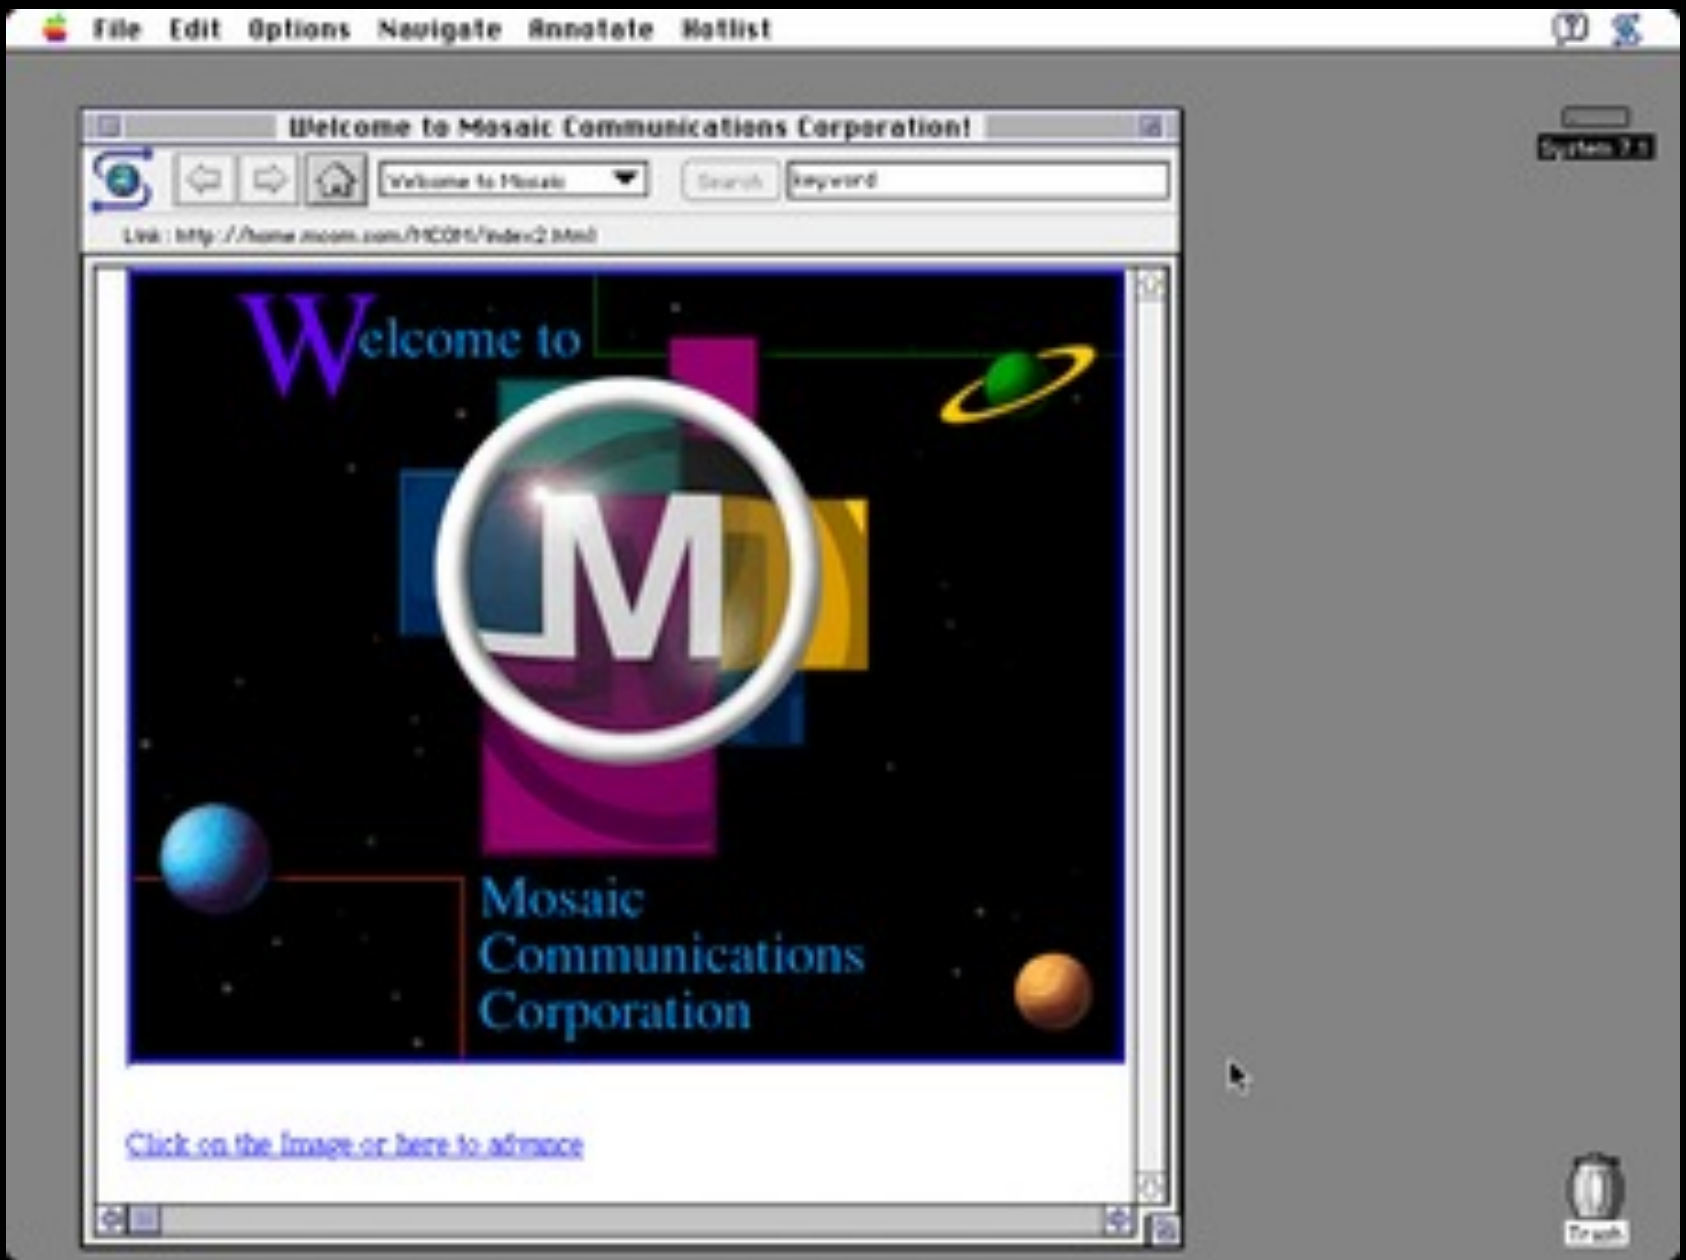 File Edit Options Navigate Annotate Hotlist
Welcome to Mosaic Communications Corporation!
System 7.1
Welcome to Mosaic
Search
keyword
Link : http://home.mcom.com/MCOM/index2.html
Welcome to
M
Mosaic
Communications
Corporation
Click on the Image or here to advance
Trash